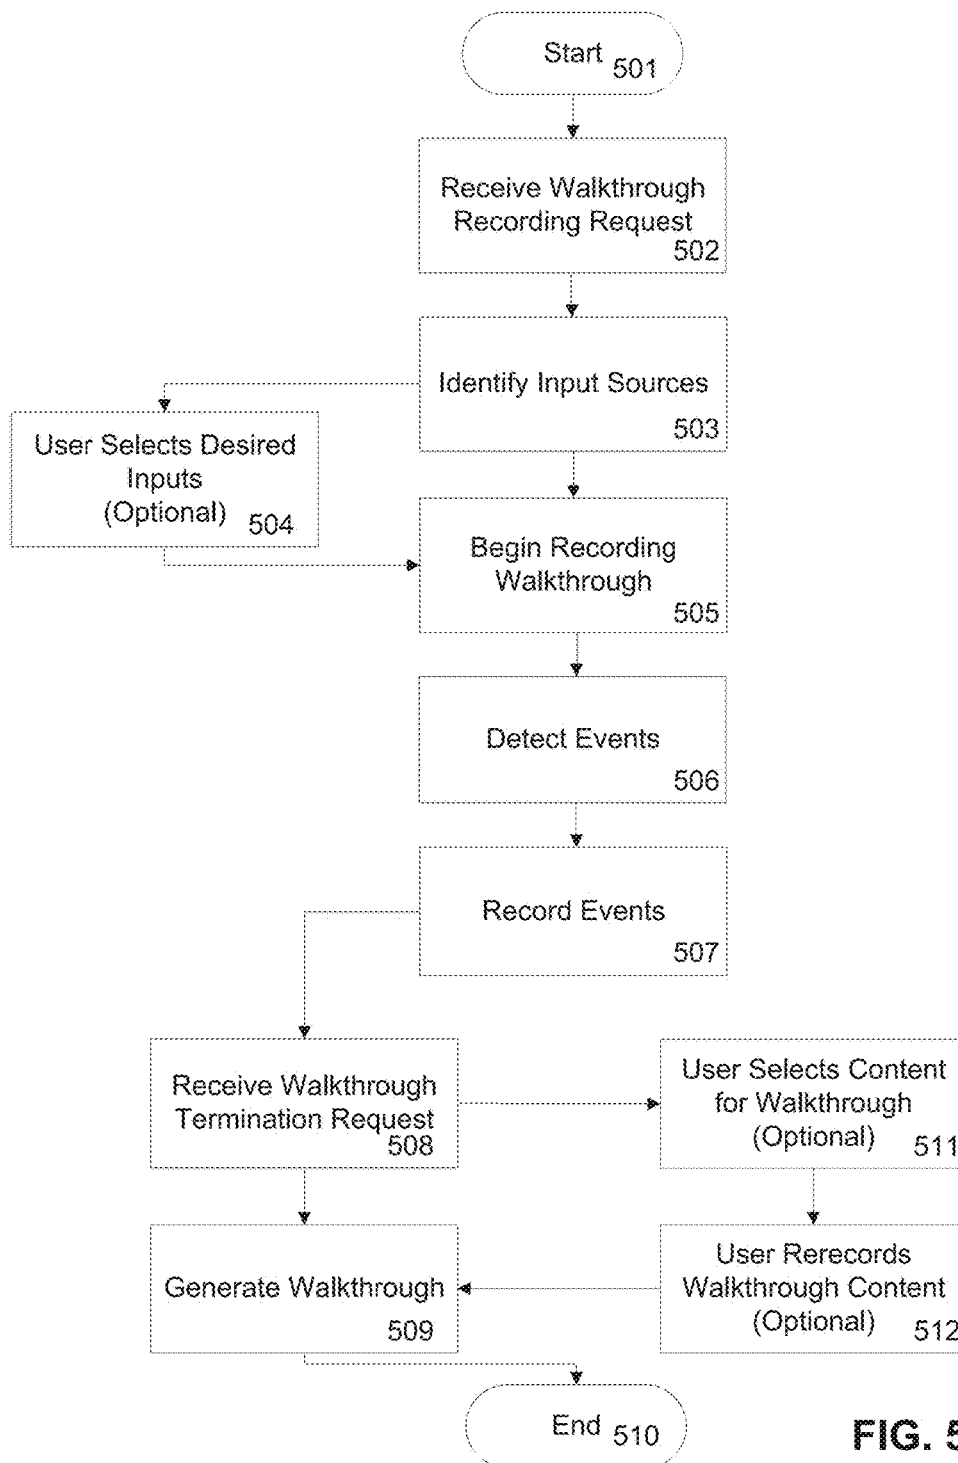 Start 501
Receive Walkthrough
Recording Request
502
Identify Input Sources
503
User Selects Desired
Inputs
(Optional) 504
Begin Recording
Walkthrough
505
Detect Events
506
Record Events
507
Receive Walkthrough
Termination Request
508
User Selects Content
for Walkthrough
(Optional) 511
Generate Walkthrough
509
User Rerecords
Walkthrough Content
(Optional) 512
End 510
FIG. 5